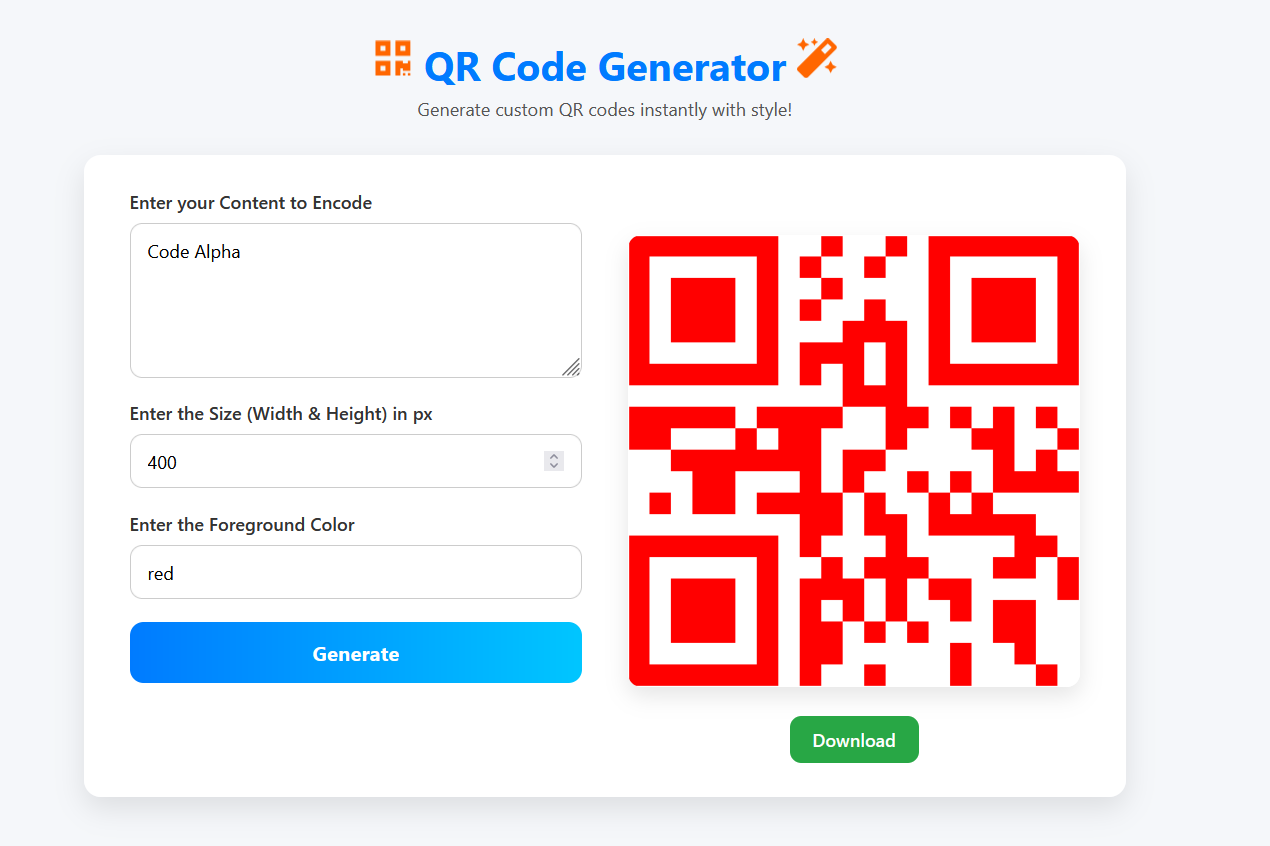 QR Code Generator
Generate custom QR codes instantly with style!
Enter your Content to Encode
Code Alpha
Enter the Size (Width & Height) in px
400
Enter the Foreground Color
red
Generate
Download